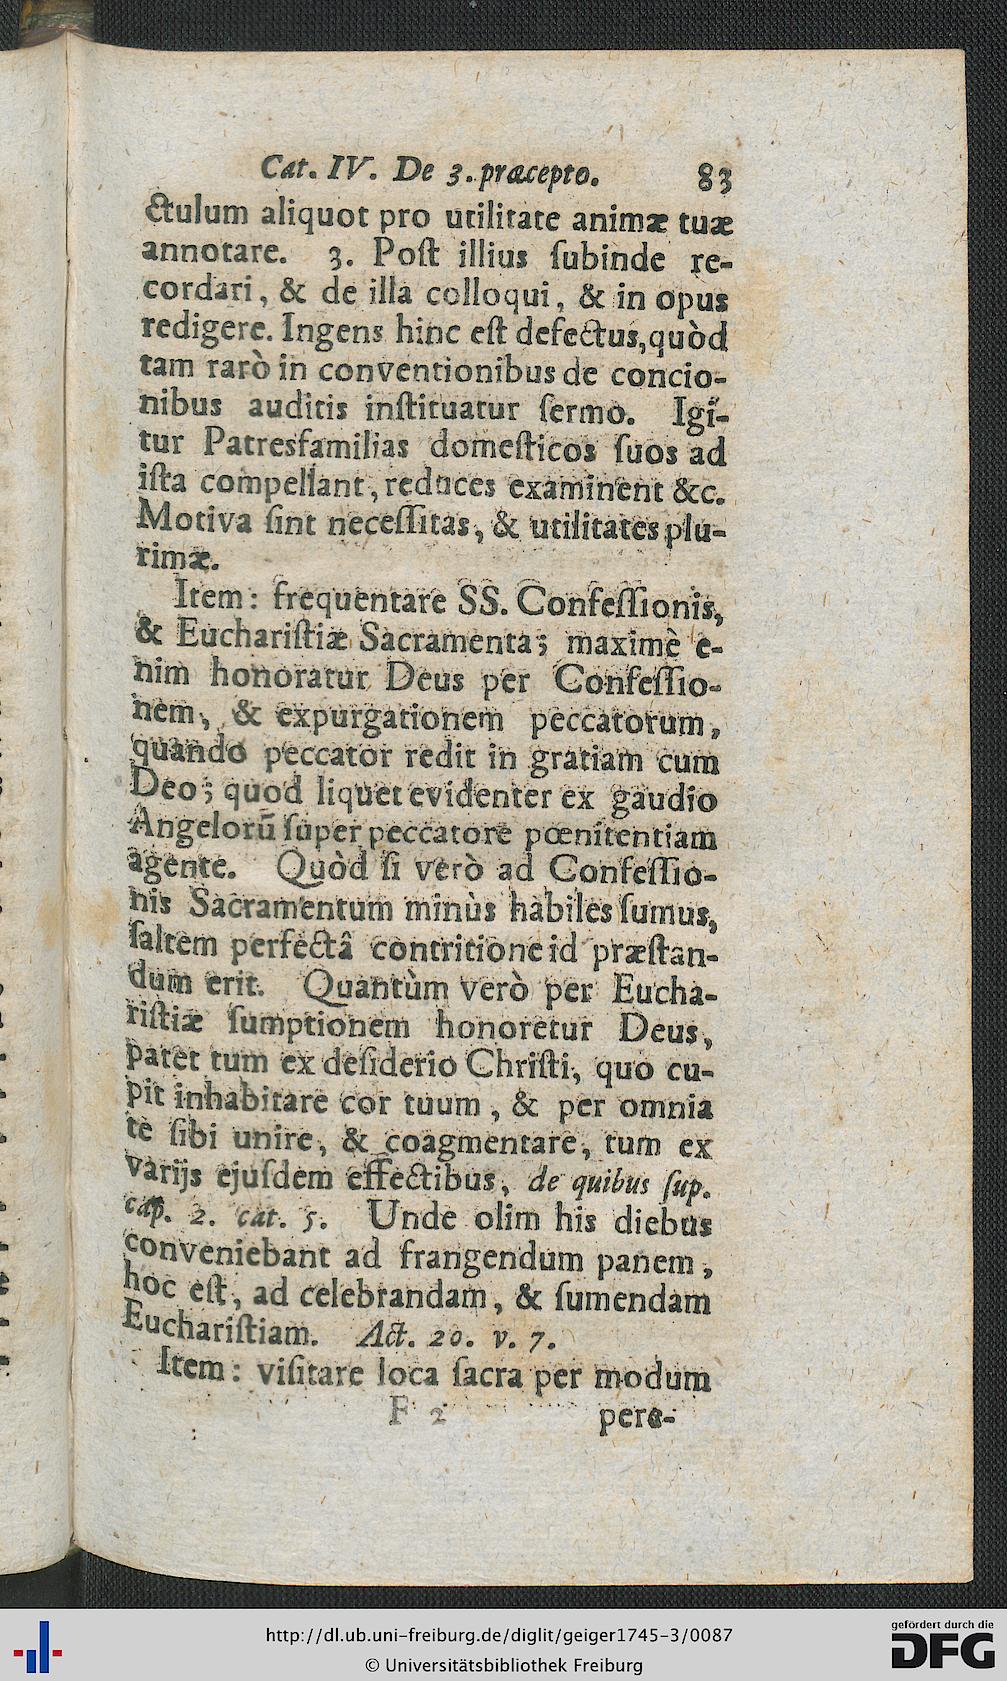 Cat. IV. De 3. præcepto. 83
ctulum aliquot pro utilitate animæ tuæ
annotare. 3. Poſt illius ſubinde re-
cordari, & de illa colloqui, & in opus
redigere. Ingens hinc eſt defectus, quòd
tam rarò in conventionibus de concio-
nibus auditis inſtituatur ſermo. Igi-
tur Patresfamilias domeſticos ſuos ad
iſta compellant, reduces examinent &c.
Motiva ſint neceſſitas, & utilitates plu-
rimæ.
Item: frequentare SS. Confeſſionis,
& Euchariſtiæ Sacramenta; maximè e-
nim honoratur Deus per Confeſſio-
nem, & expurgationem peccatorum,
quando peccator redit in gratiam cum
Deo; quod liquet evidenter ex gaudio
Angelorũ ſuper peccatore pœnitentiam
agente. Quòd ſi verò ad Confeſſio-
nis Sacramentum minùs habiles ſumus,
ſaltem perfectâ contritione id præſtan-
dum erit. Quantùm verò per Eucha-
riſtiæ ſumptionem honoretur Deus,
patet tum ex deſiderio Chriſti, quo cu-
pit inhabitare cor tuum, & per omnia
te ſibi unire, & coagmentare, tum ex
varijs ejuſdem effectibus, de quibus ſup.
cap. 2. cat. 5. Unde olim his diebus
conveniebant ad frangendum panem,
hoc eſt, ad celebrandam, & ſumendam
Euchariſtiam. Act. 20. v. 7.
Item: viſitare loca ſacra per modum
F 2 pere-
http://dl.ub.uni-freiburg.de/diglit/geiger1745-3/0087
© Universitätsbibliothek Freiburg
gefördert durch die
DFG